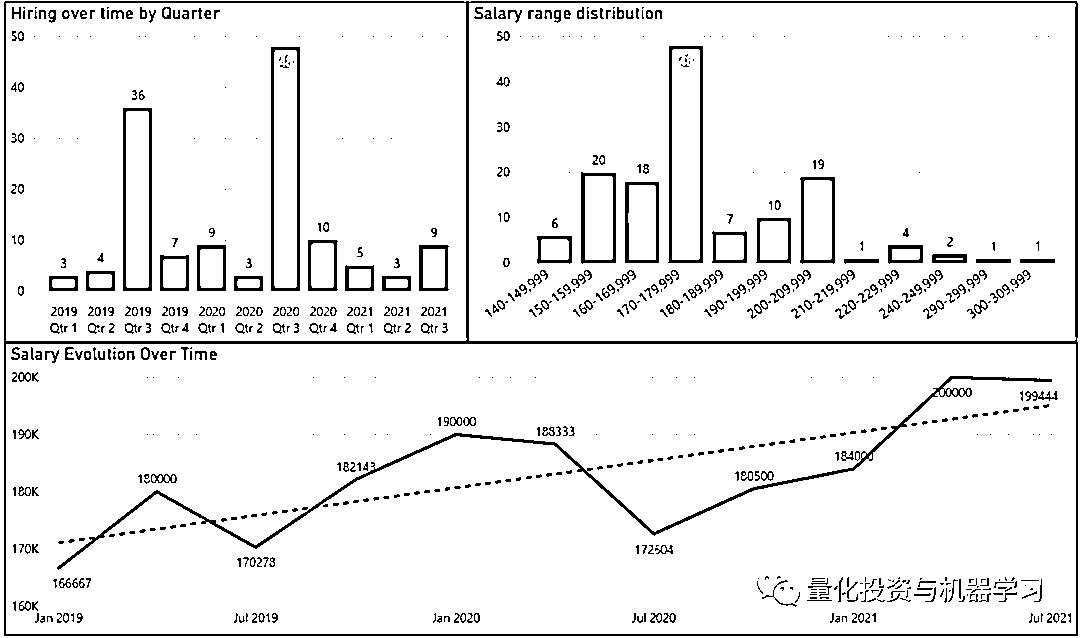 Hiring over time by Quarter
50
40
30
20
10
0
3
4
36
7
9
3
10
5
3
9
2019 Qtr 1
2019 Qtr 2
2019 Qtr 3
2019 Qtr 4
2020 Qtr 1
2020 Qtr 2
2020 Qtr 3
2020 Qtr 4
2021 Qtr 1
2021 Qtr 2
2021 Qtr 3
Salary range distribution
50
40
30
20
10
0
6
20
18
7
10
19
1
4
2
1
1
140-149,999
150-159,999
160-169,999
170-179,999
180-189,999
190-199,999
200-209,999
210-219,999
220-229,999
240-249,999
290-299,999
300-309,999
Salary Evolution Over Time
200K
190K
180K
170K
160K
166667
180000
170278
182143
190000
188333
172604
180500
184000
200000
199444
Jan 2019
Jul 2019
Jan 2020
Jul 2020
Jan 2021
Jul 2021
量化投资与机器学习